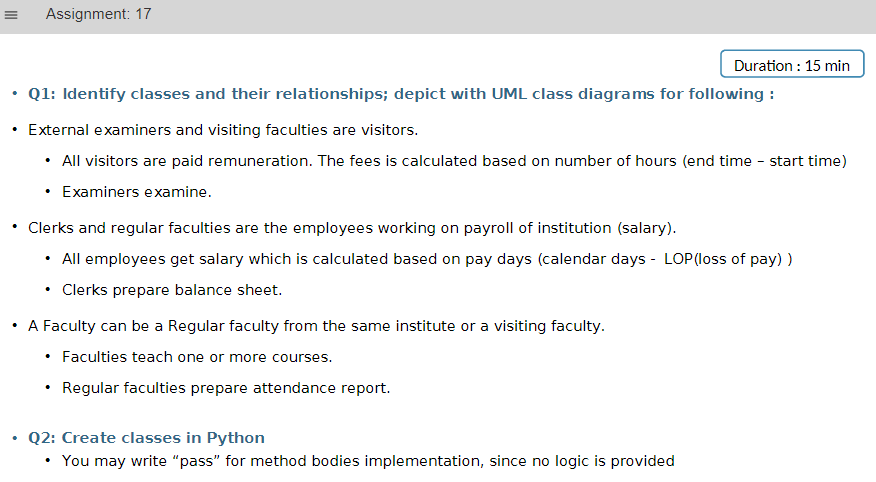 Assignment: 17
Duration : 15 min
• Q1: Identify classes and their relationships; depict with UML class diagrams for following :
• External examiners and visiting faculties are visitors.
• All visitors are paid remuneration. The fees is calculated based on number of hours (end time – start time)
• Examiners examine.
• Clerks and regular faculties are the employees working on payroll of institution (salary).
• All employees get salary which is calculated based on pay days (calendar days - LOP(loss of pay) )
• Clerks prepare balance sheet.
• A Faculty can be a Regular faculty from the same institute or a visiting faculty.
• Faculties teach one or more courses.
• Regular faculties prepare attendance report.
• Q2: Create classes in Python
• You may write “pass” for method bodies implementation, since no logic is provided